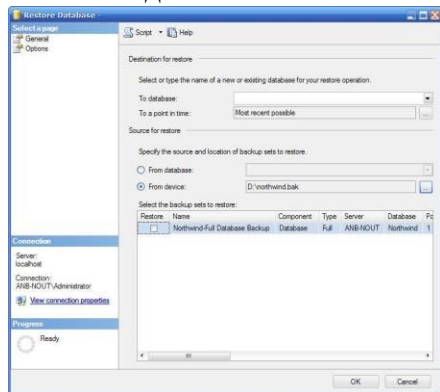 Restore Database -
Select a page
General
Options
Script
Help
Destination for restore
Select or type the name of a new or existing database for your restore operation.
To database:
To a point in time:
Most recent possible
...
Source for restore
Specify the source and location of backup sets to restore.
From database:
From device:
D:\northwind.bak
...
Select the backup sets to restore:
Restore Name Component Type Server Database Po
Northwind-Full Database Backup Database Full ANB-NOUT Northwind 1
Connection
Server:
localhost
Connection:
ANB-NOUT\Administrator
View connection properties
Progress
Ready
OK
Cancel